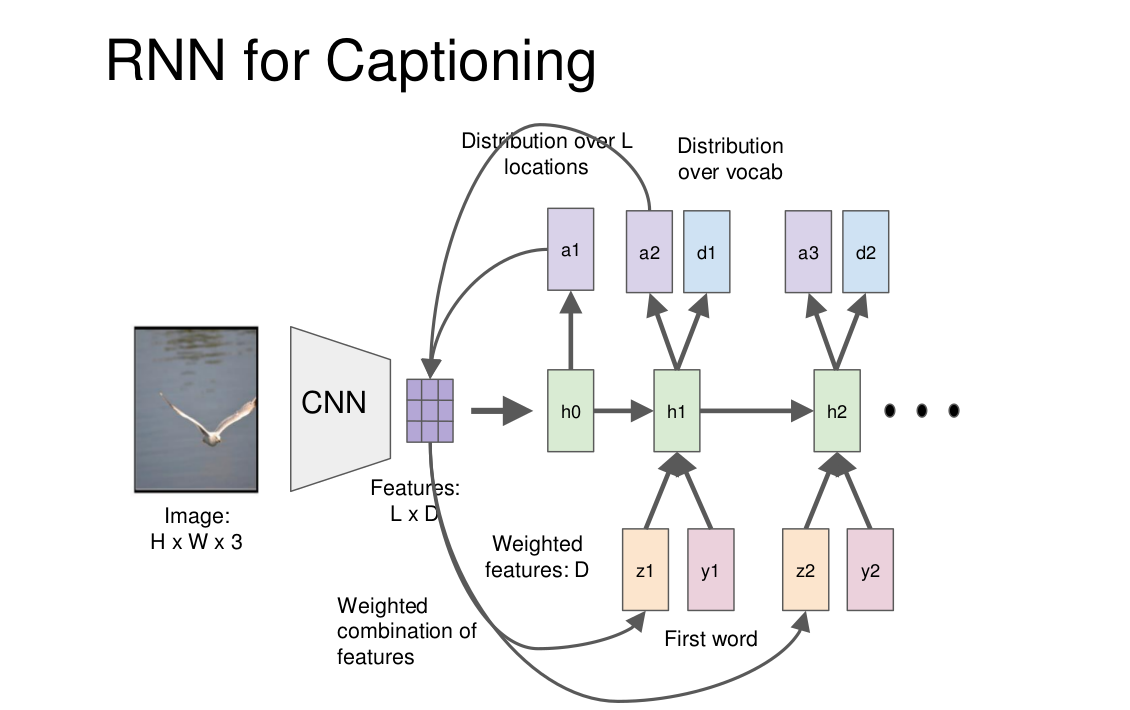 RNN for Captioning
Distribution over L
locations
Distribution
over vocab
a1
a2
d1
a3
d2
CNN
h0
h1
h2
Features:
L x D
Image:
H x W x 3
Weighted
features: D
z1
y1
z2
y2
Weighted
combination of
features
First word